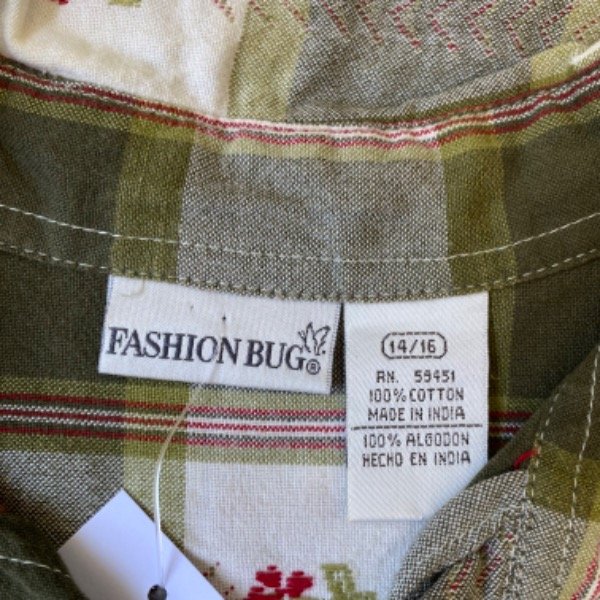 FASHION BUG®
14/16
RN. 59451
100% COTTON
MADE IN INDIA
100% ALGODON
HECHO EN INDIA